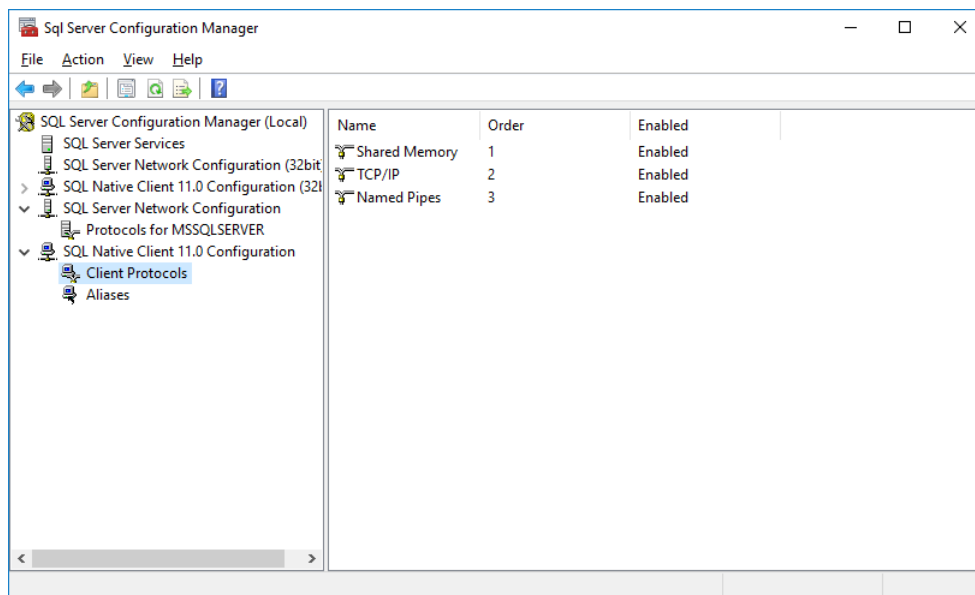 Sql Server Configuration Manager
File Action View Help
SQL Server Configuration Manager (Local)
SQL Server Services
SQL Server Network Configuration (32bit
SQL Native Client 11.0 Configuration (32b
SQL Server Network Configuration
Protocols for MSSQLSERVER
SQL Native Client 11.0 Configuration
Client Protocols
Aliases
Name Order Enabled
Shared Memory 1 Enabled
TCP/IP 2 Enabled
Named Pipes 3 Enabled